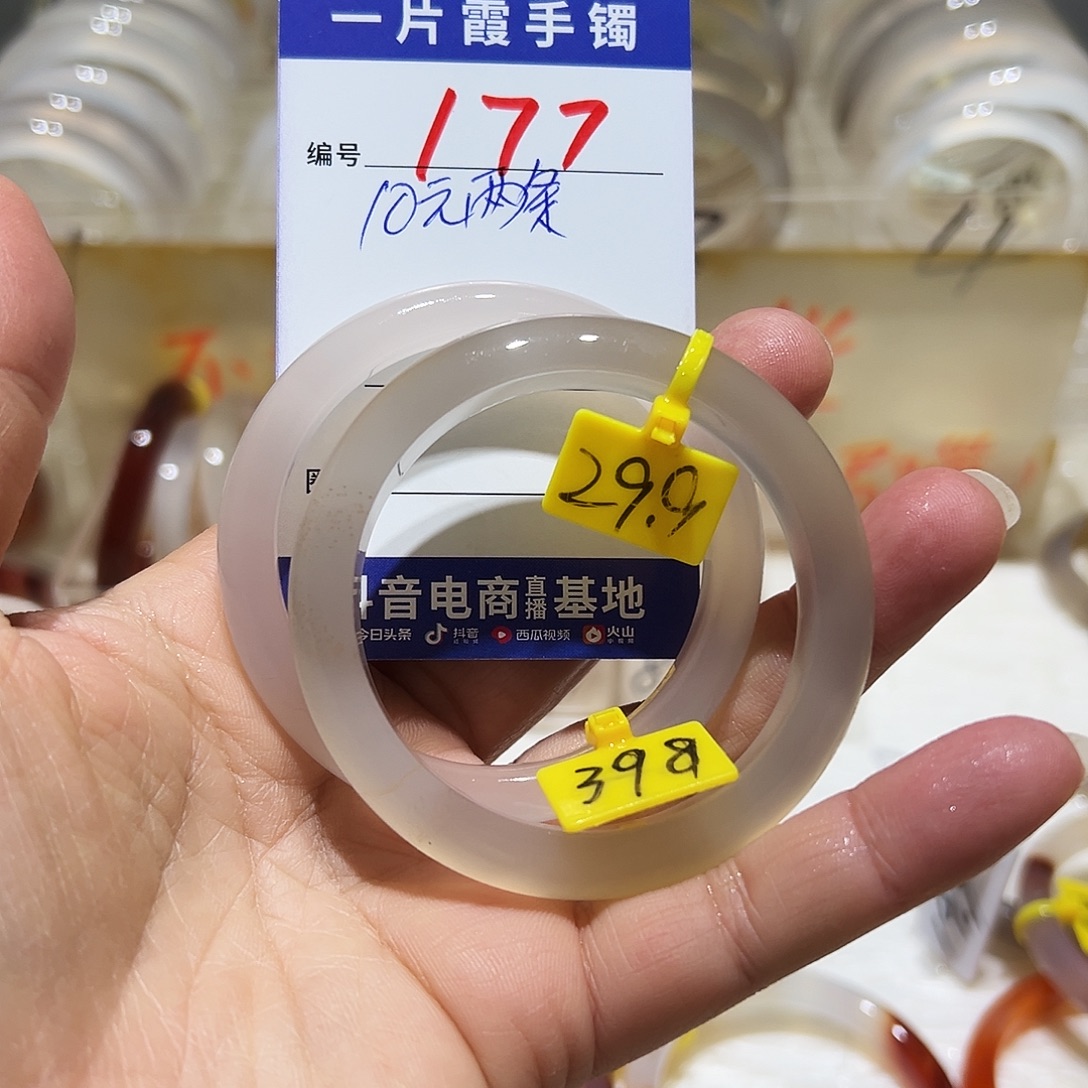 一片霞手镯
编号 177
10元两条
29.9
抖音电商直播基地
今日头条 抖音 西瓜视频 火山
398